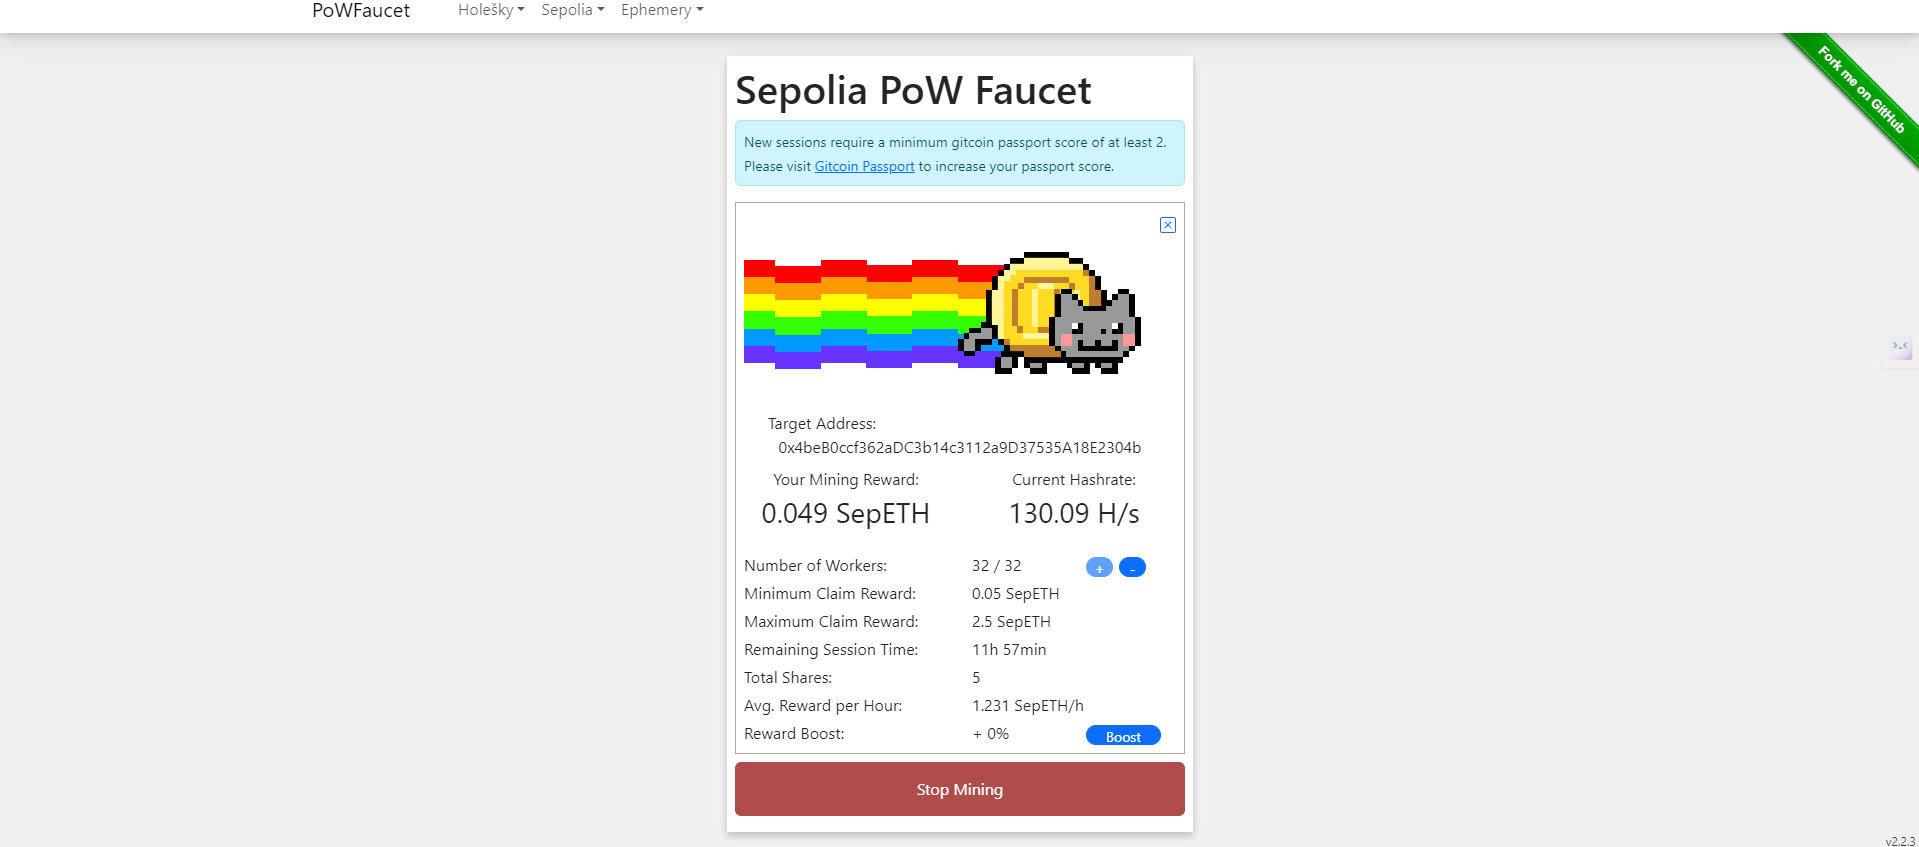 PoWFaucet Holešky Sepolia Ephemery
Fork me on GitHub
Sepolia PoW Faucet
New sessions require a minimum gitcoin passport score of at least 2.
Please visit Gitcoin Passport to increase your passport score.
Target Address:
0x4beB0ccf362aDC3b14c3112a9D37535A18E2304b
Your Mining Reward: Current Hashrate:
0.049 SepETH 130.09 H/s
Number of Workers: 32 / 32 + -
Minimum Claim Reward: 0.05 SepETH
Maximum Claim Reward: 2.5 SepETH
Remaining Session Time: 11h 57min
Total Shares: 5
Avg. Reward per Hour: 1.231 SepETH/h
Reward Boost: + 0% Boost
Stop Mining
v2.2.3